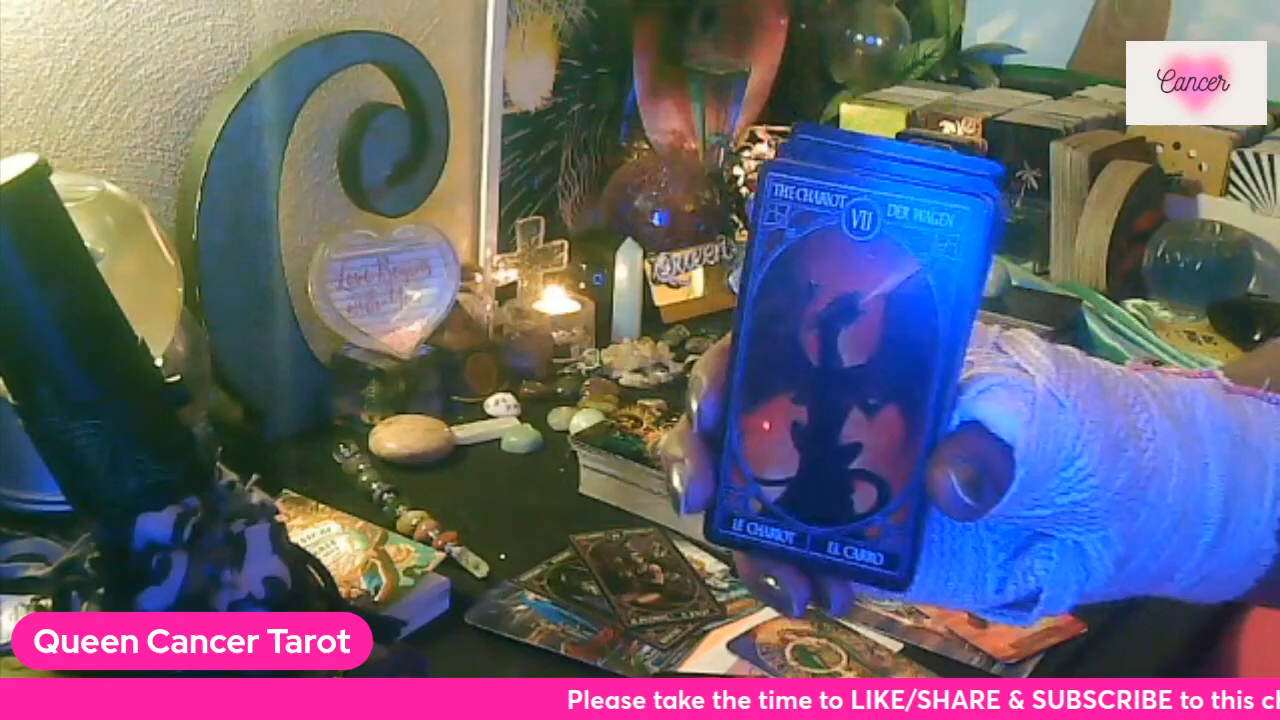 Cancer
THE CHARIOT
VII
DER WAGEN
Queen
LE CHARIOT
EL CARRO
Queen Cancer Tarot
Please take the time to LIKE/SHARE & SUBSCRIBE to this